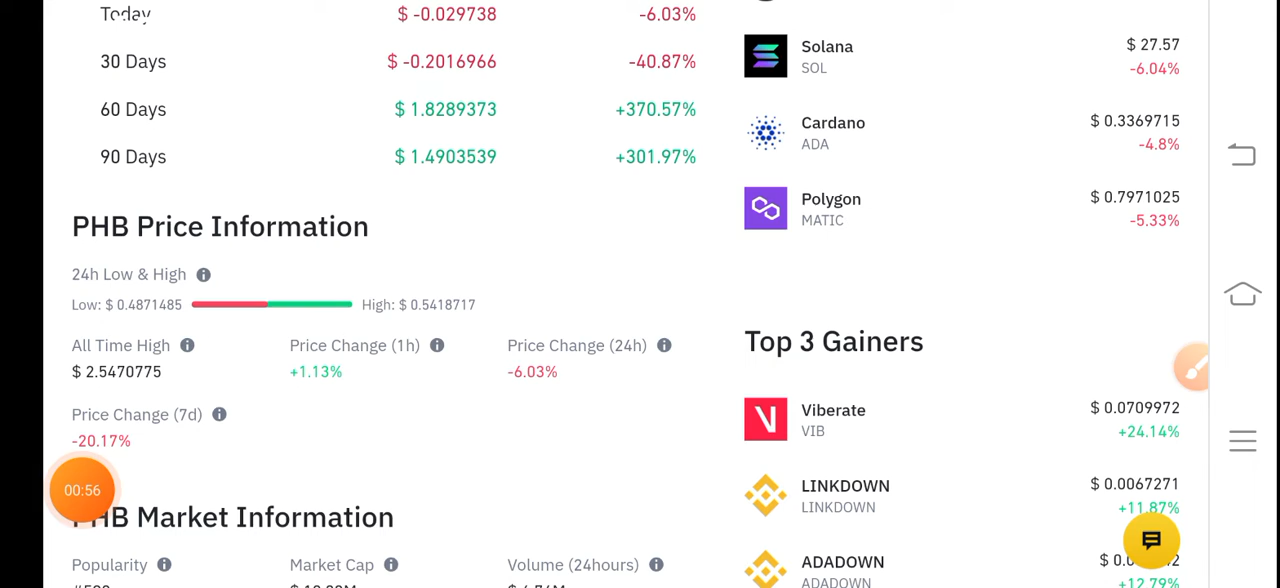 Today $ -0.029738 -6.03%
30 Days $ -0.2016966 -40.87%
60 Days $ 1.8289373 +370.57%
90 Days $ 1.4903539 +301.97%
PHB Price Information
24h Low & High
Low: $ 0.4871485 High: $ 0.5418717
All Time High Price Change (1h) Price Change (24h)
$ 2.5470775 +1.13% -6.03%
Price Change (7d)
-20.17%
00:56
PHB Market Information
Popularity Market Cap Volume (24hours)
Solana $ 27.57
SOL -6.04%
Cardano $ 0.3369715
ADA -4.8%
Polygon $ 0.7971025
MATIC -5.33%
Top 3 Gainers
Viberate $ 0.0709972
VIB +24.14%
LINKDOWN $ 0.0067271
LINKDOWN +11.87%
ADADOWN
ADADOWN +12.79%